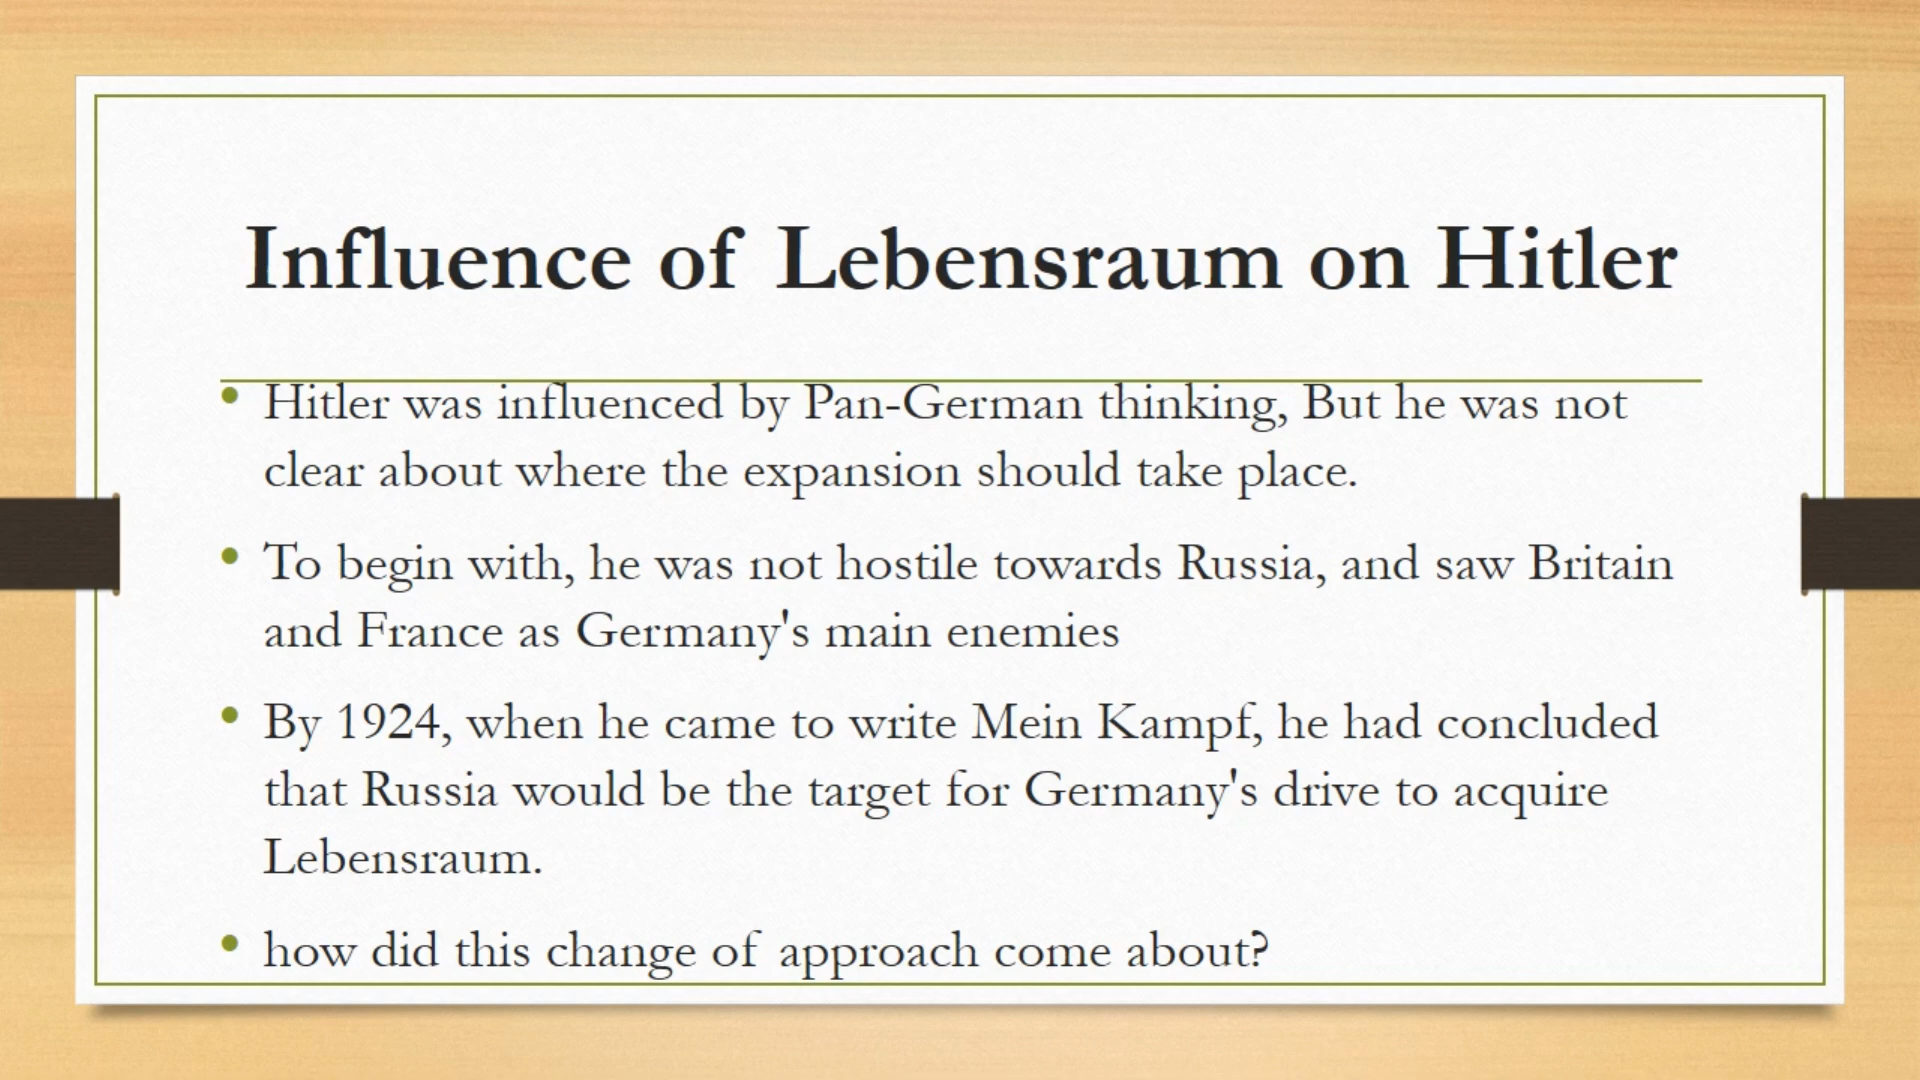 Influence of Lebensraum on Hitler
Hitler was influenced by Pan-German thinking, But he was not
clear about where the expansion should take place.
To begin with, he was not hostile towards Russia, and saw Britain
and France as Germany's main enemies
By 1924, when he came to write Mein Kampf, he had concluded
that Russia would be the target for Germany's drive to acquire
Lebensraum.
how did this change of approach come about?